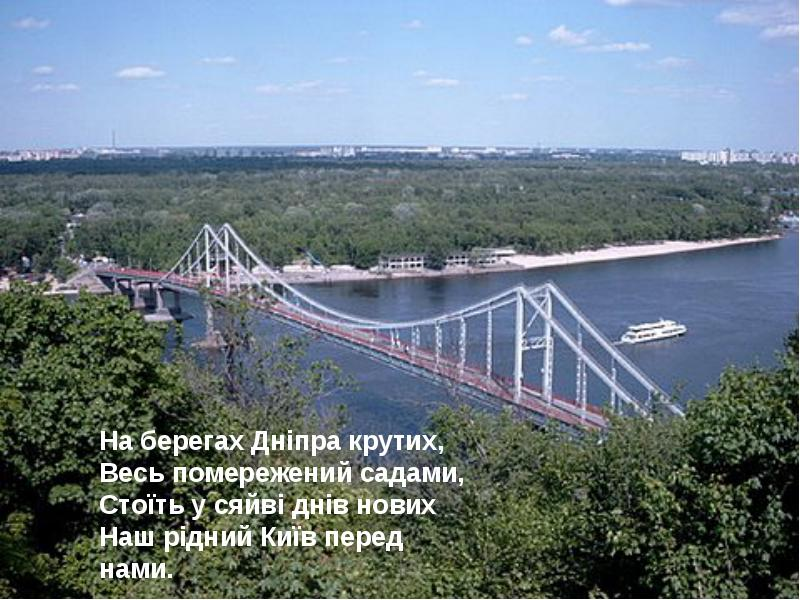 На берегах Дніпра крутих,
Весь помережений садами,
Стоїть у сяйві днів нових
Наш рідний Київ перед
нами.